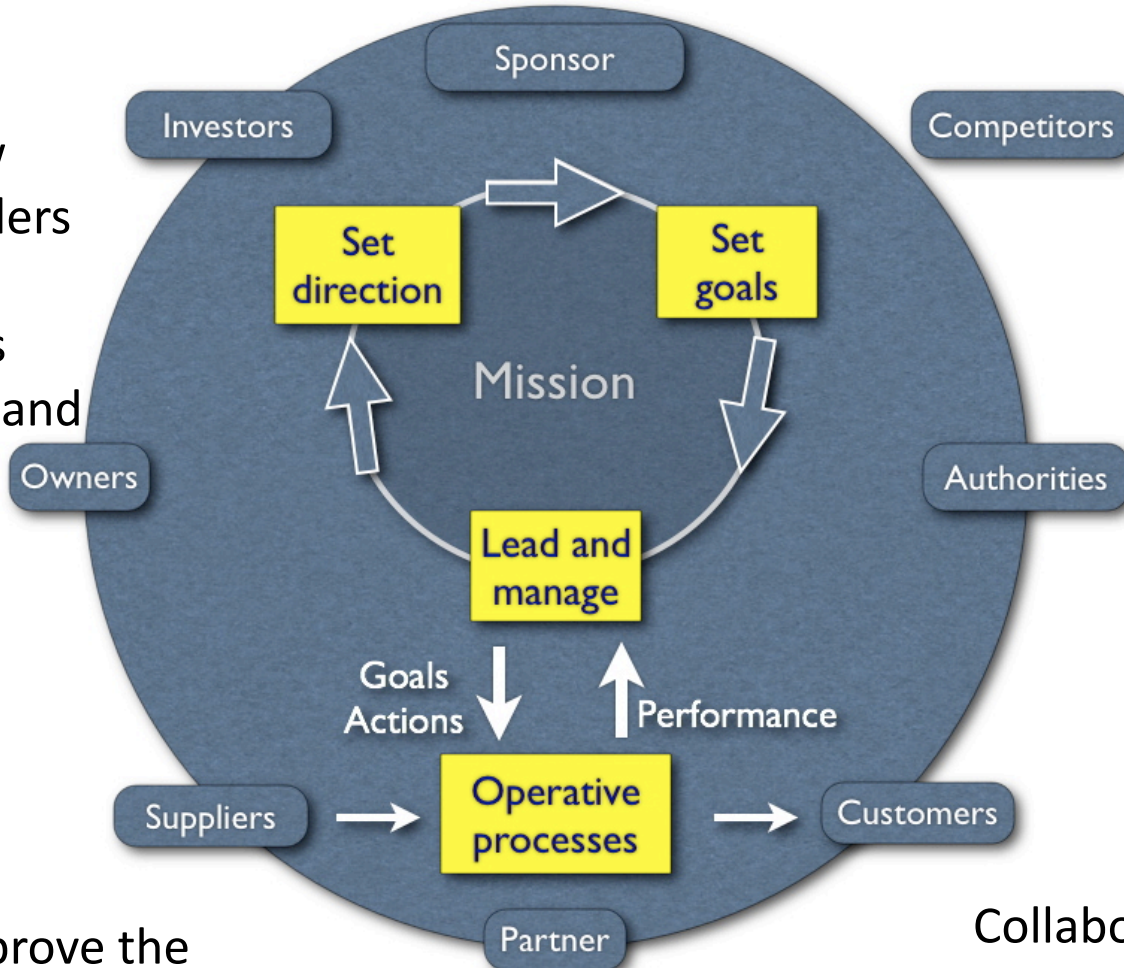 Sponsor
Investors
Competitors
lers
Set
direction
Set
goals
Mission
and
Owners
Authorities
Lead and
manage
Goals
Actions
Performance
Operative
processes
Suppliers
Customers
Partner
Collabo
prove the